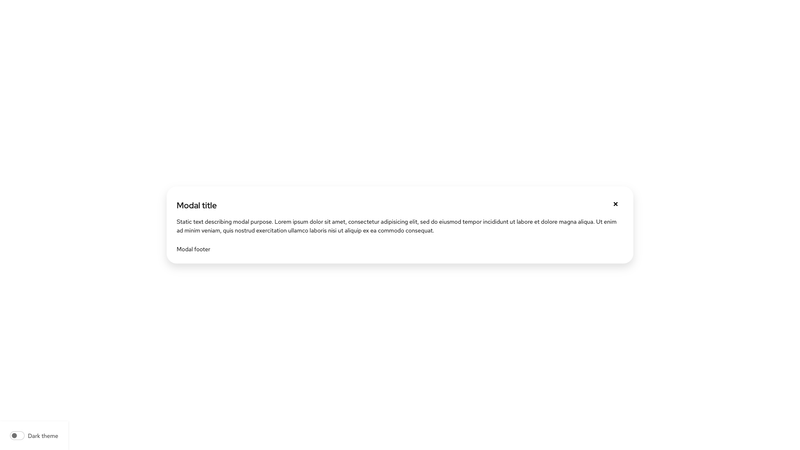 Modal title
Static text describing modal purpose. Lorem ipsum dolor sit amet, consectetur adipisicing elit, sed do eiusmod tempor incididunt ut labore et dolore magna aliqua. Ut enim
ad minim veniam, quis nostrud exercitation ullamco laboris nisi ut aliquip ex ea commodo consequat.
Modal footer
Dark theme